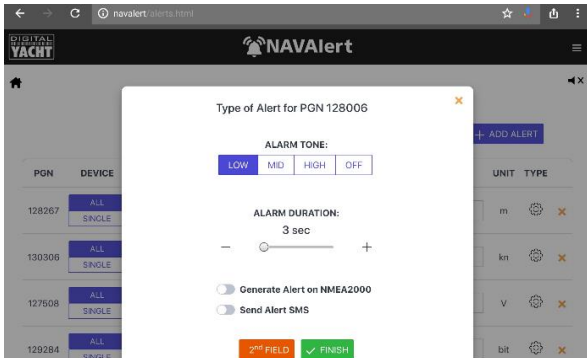 navalert/alerts.html
DIGITAL
YACHT
NAVAlert
Type of Alert for PGN 128006
+ ADD ALERT
ALARM TONE:
LOW MID HIGH OFF
PGN DEVICE UNIT TYPE
ALL
128267 m
SINGLE
ALARM DURATION:
3 sec
ALL
130306 kn
SINGLE
Generate Alert on NMEA2000
ALL
127508 V
Send Alert SMS
SINGLE
2nd FIELD FINISH
ALL
129284 bit
SINGLE